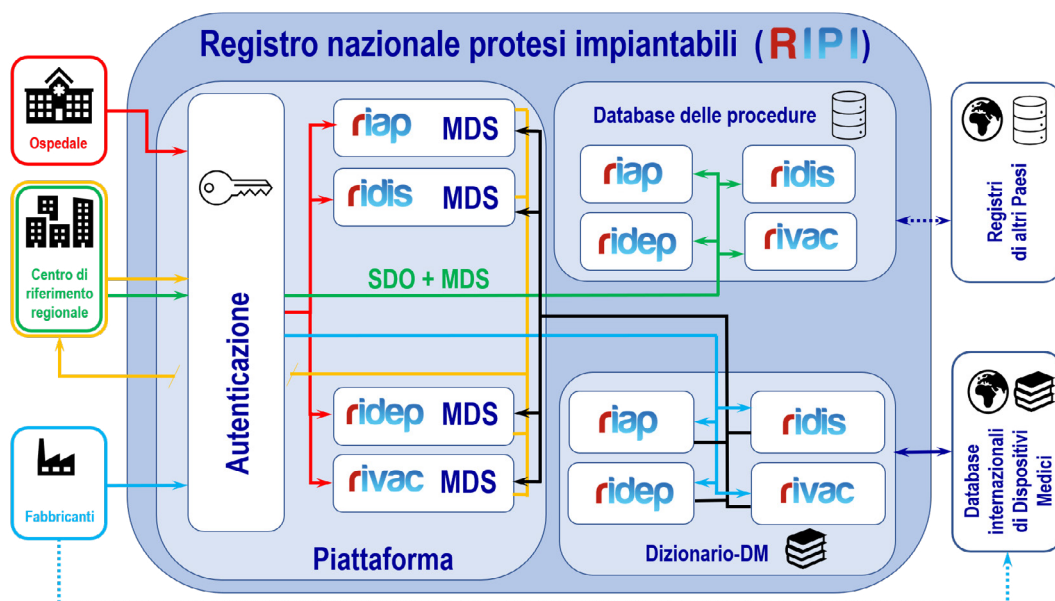 Registro nazionale protesi impiantabili (RIPI)
Ospedale
Centro di
riferimento
regionale
Fabbricanti
Autenticazione
riap MDS
ridis MDS
SDO + MDS
ridep MDS
rivac MDS
Piattaforma
Database delle procedure
riap
ridis
ridep
rivac
riap
ridis
ridep
rivac
Dizionario-DM
Registri
di altri Paesi
Database
internazionali
di Dispositivi
Medici